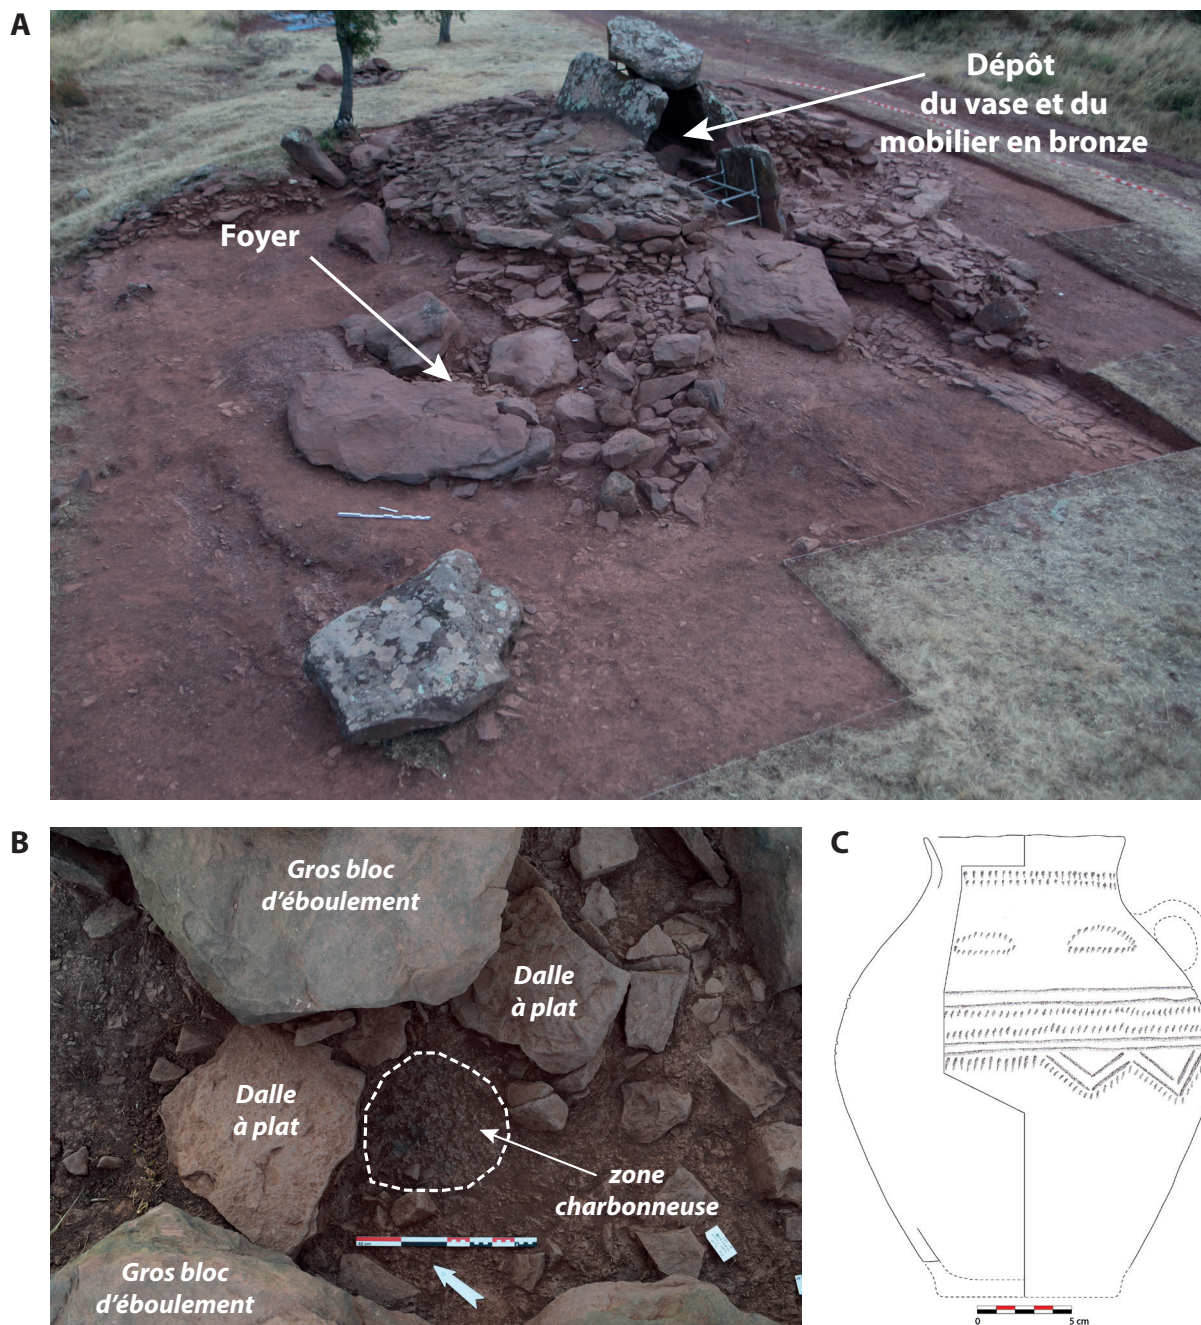 A
Dépôt
du vase et du
mobilier en bronze
Foyer
B
Gros bloc
d'éboulement
Dalle
à plat
Dalle
à plat
zone
charbonneuse
Gros bloc
d'éboulement
C
0 5 cm